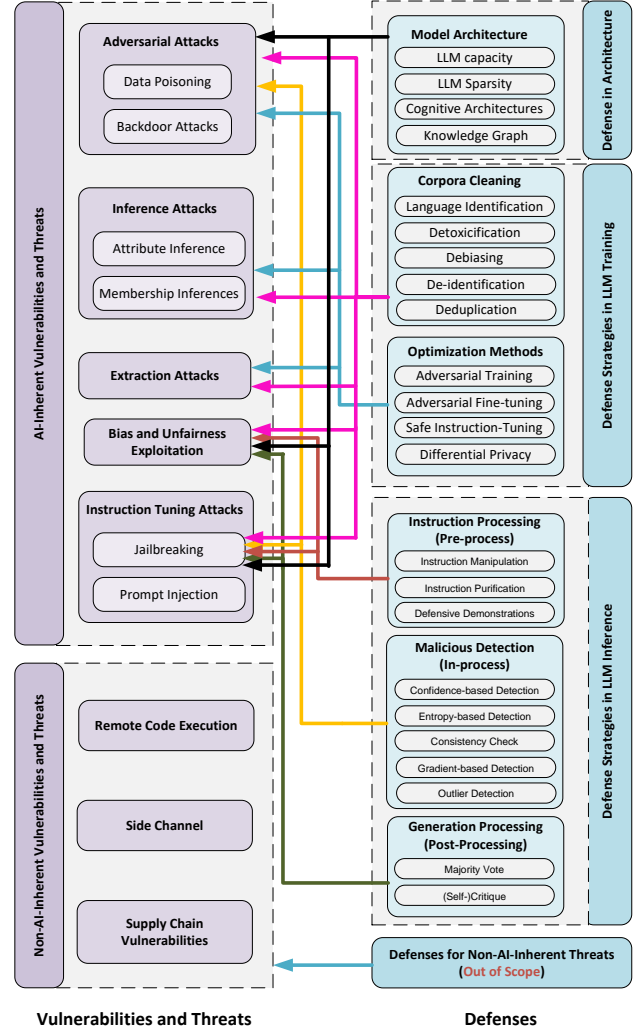 AI-Inherent Vulnerabilities and Threats
Adversarial Attacks
Data Poisoning
Backdoor Attacks
Inference Attacks
Attribute Inference
Membership Inferences
Extraction Attacks
Bias and Unfairness
Exploitation
Instruction Tuning Attacks
Jailbreaking
Prompt Injection
Non-AI-Inherent Vulnerabilities and Threats
Remote Code Execution
Side Channel
Supply Chain
Vulnerabilities
Vulnerabilities and Threats
Model Architecture
LLM capacity
LLM Sparsity
Cognitive Architectures
Knowledge Graph
Defense in Architecture
Corpora Cleaning
Language Identification
Detoxicification
Debiasing
De-identification
Deduplication
Optimization Methods
Adversarial Training
Adversarial Fine-tuning
Safe Instruction-Tuning
Differential Privacy
Defense Strategies in LLM Training
Instruction Processing
(Pre-process)
Instruction Manipulation
Instruction Purification
Defensive Demonstrations
Malicious Detection
(In-process)
Confidence-based Detection
Entropy-based Detection
Consistency Check
Gradient-based Detection
Outlier Detection
Generation Processing
(Post-Processing)
Majority Vote
(Self-)Critique
Defense Strategies in LLM Inference
Defenses for Non-AI-Inherent Threats
(Out of Scope)
Defenses